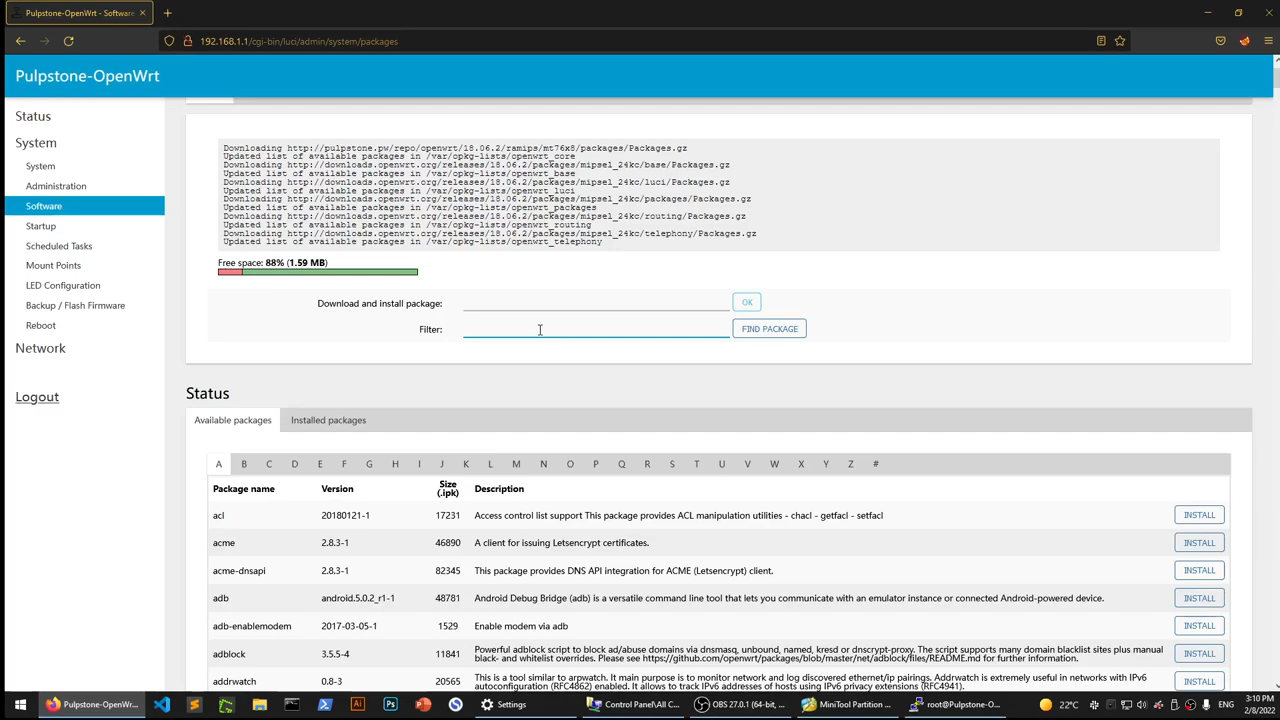 Pulpstone-OpenWrt - Software
192.168.1.1/cgi-bin/luci/admin/system/packages
Pulpstone-OpenWrt
Status
System
System
Administration
Software
Startup
Scheduled Tasks
Mount Points
LED Configuration
Backup / Flash Firmware
Reboot
Network
Logout
Downloading http://pulpstone.pw/repo/openwrt/18.06.2/ramips/mt76x8/packages/Packages.gz
Updated list of available packages in /var/opkg-lists/openwrt_core
Downloading http://downloads.openwrt.org/releases/18.06.2/packages/mipsel_24kc/base/Packages.gz
Updated list of available packages in /var/opkg-lists/openwrt_base
Downloading http://downloads.openwrt.org/releases/18.06.2/packages/mipsel_24kc/luci/Packages.gz
Updated list of available packages in /var/opkg-lists/openwrt_luci
Downloading http://downloads.openwrt.org/releases/18.06.2/packages/mipsel_24kc/packages/Packages.gz
Updated list of available packages in /var/opkg-lists/openwrt_packages
Downloading http://downloads.openwrt.org/releases/18.06.2/packages/mipsel_24kc/routing/Packages.gz
Updated list of available packages in /var/opkg-lists/openwrt_routing
Downloading http://downloads.openwrt.org/releases/18.06.2/packages/mipsel_24kc/telephony/Packages.gz
Updated list of available packages in /var/opkg-lists/openwrt_telephony
Free space: 88% (1.59 MB)
Download and install package: OK
Filter: FIND PACKAGE
Status
Available packages Installed packages
A B C D E F G H I J K L M N O P Q R S T U V W X Y Z #
Package name Version Size (.ipk) Description
acl 20180121-1 17231 Access control list support This package provides ACL manipulation utilities - chacl - getfacl - setfacl INSTALL
acme 2.8.3-1 46890 A client for issuing Letsencrypt certificates. INSTALL
acme-dnsapi 2.8.3-1 82345 This package provides DNS API integration for ACME (Letsencrypt) client. INSTALL
adb android.5.0.2_r1-1 48781 Android Debug Bridge (adb) is a versatile command line tool that lets you communicate with an emulator instance or connected Android-powered device. INSTALL
adb-enablemodem 2017-03-05-1 1529 Enable modem via adb INSTALL
adblock 3.5.5-4 11841 Powerful adblock script to block ad/abuse domains via dnsmasq, unbound, named, kresd or dnscrypt-proxy. The script supports many domain blacklist sites plus manual
black- and whitelist overrides. Please see https://github.com/openwrt/packages/blob/master/net/adblock/files/README.md for further information. INSTALL
addrwatch 0.8-3 20565 This is a tool similar to arpwatch. It main purpose is to monitor network and log discovered ethernet/ip pairings. Addrwatch is extremely useful in networks with IPv6
autoconfiguration (RFC4862) enabled. It allows to track IPv6 addresses of hosts using IPv6 privacy extensions (RFC4941). INSTALL
Pulpstone-OpenWr... Settings Control Panel\All C... OBS 27.0.1 (64-bit, ... MiniTool Partition ... root@Pulpstone-O... 22°C ENG 3:10 PM
2/8/2022